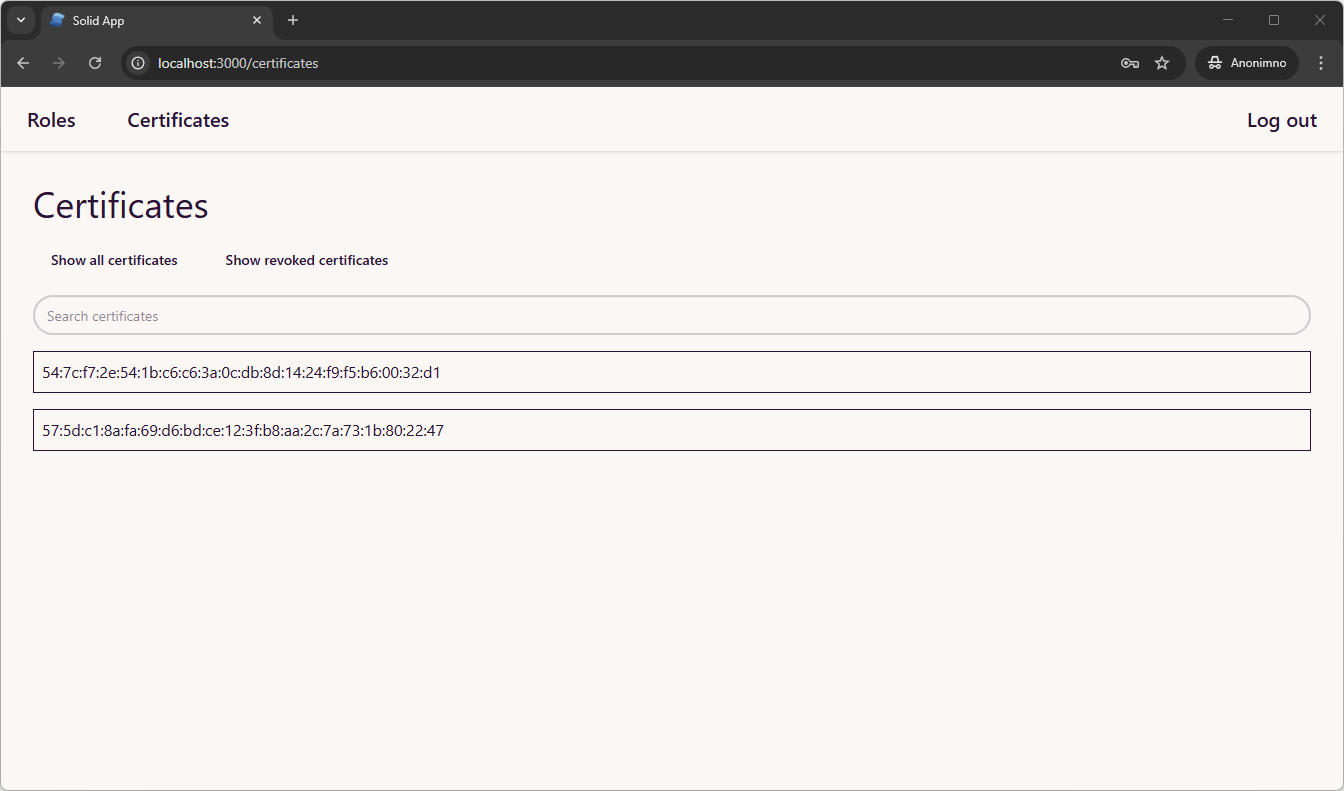 Solid App
localhost:3000/certificates
Anonimno
Roles
Certificates
Log out
Certificates
Show all certificates
Show revoked certificates
Search certificates
54:7c:f7:2e:54:1b:c6:c6:3a:0c:db:8d:14:24:f9:f5:b6:00:32:d1
57:5d:c1:8a:fa:69:d6:bd:ce:12:3f:b8:aa:2c:7a:73:1b:80:22:47